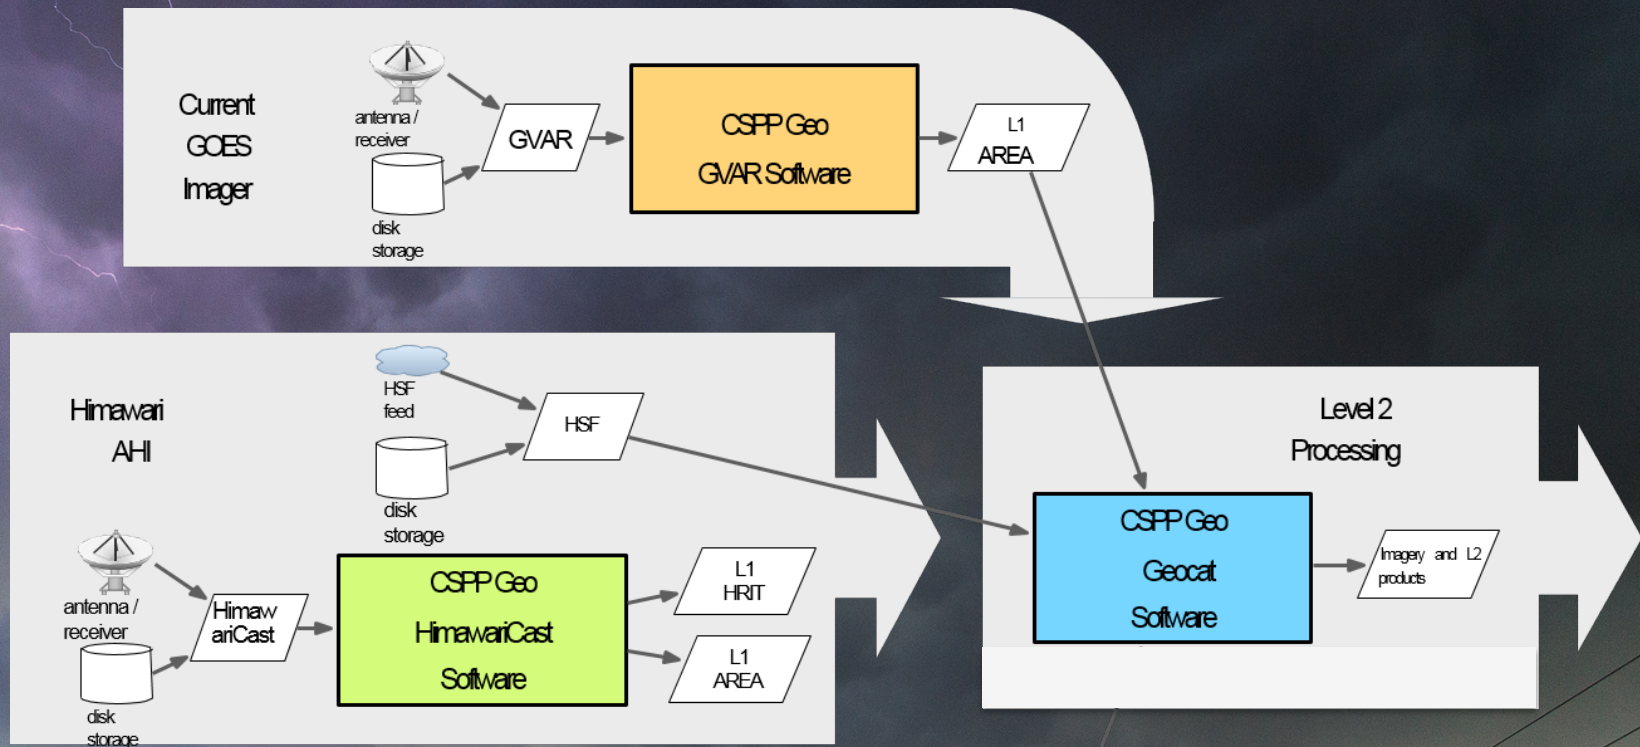 Current
GOES
Imager
antenna /
receiver
disk
storage
GVAR
CSPP Geo
GVAR Software
L1
AREA
Himawari
AHI
HSF
feed
disk
storage
HSF
antenna /
receiver
disk
storage
Himaw
ariCast
CSPP Geo
HimawariCast
Software
L1
HRIT
L1
AREA
Level 2
Processing
CSPP Geo
Geocat
Software
Imagery and L2
products